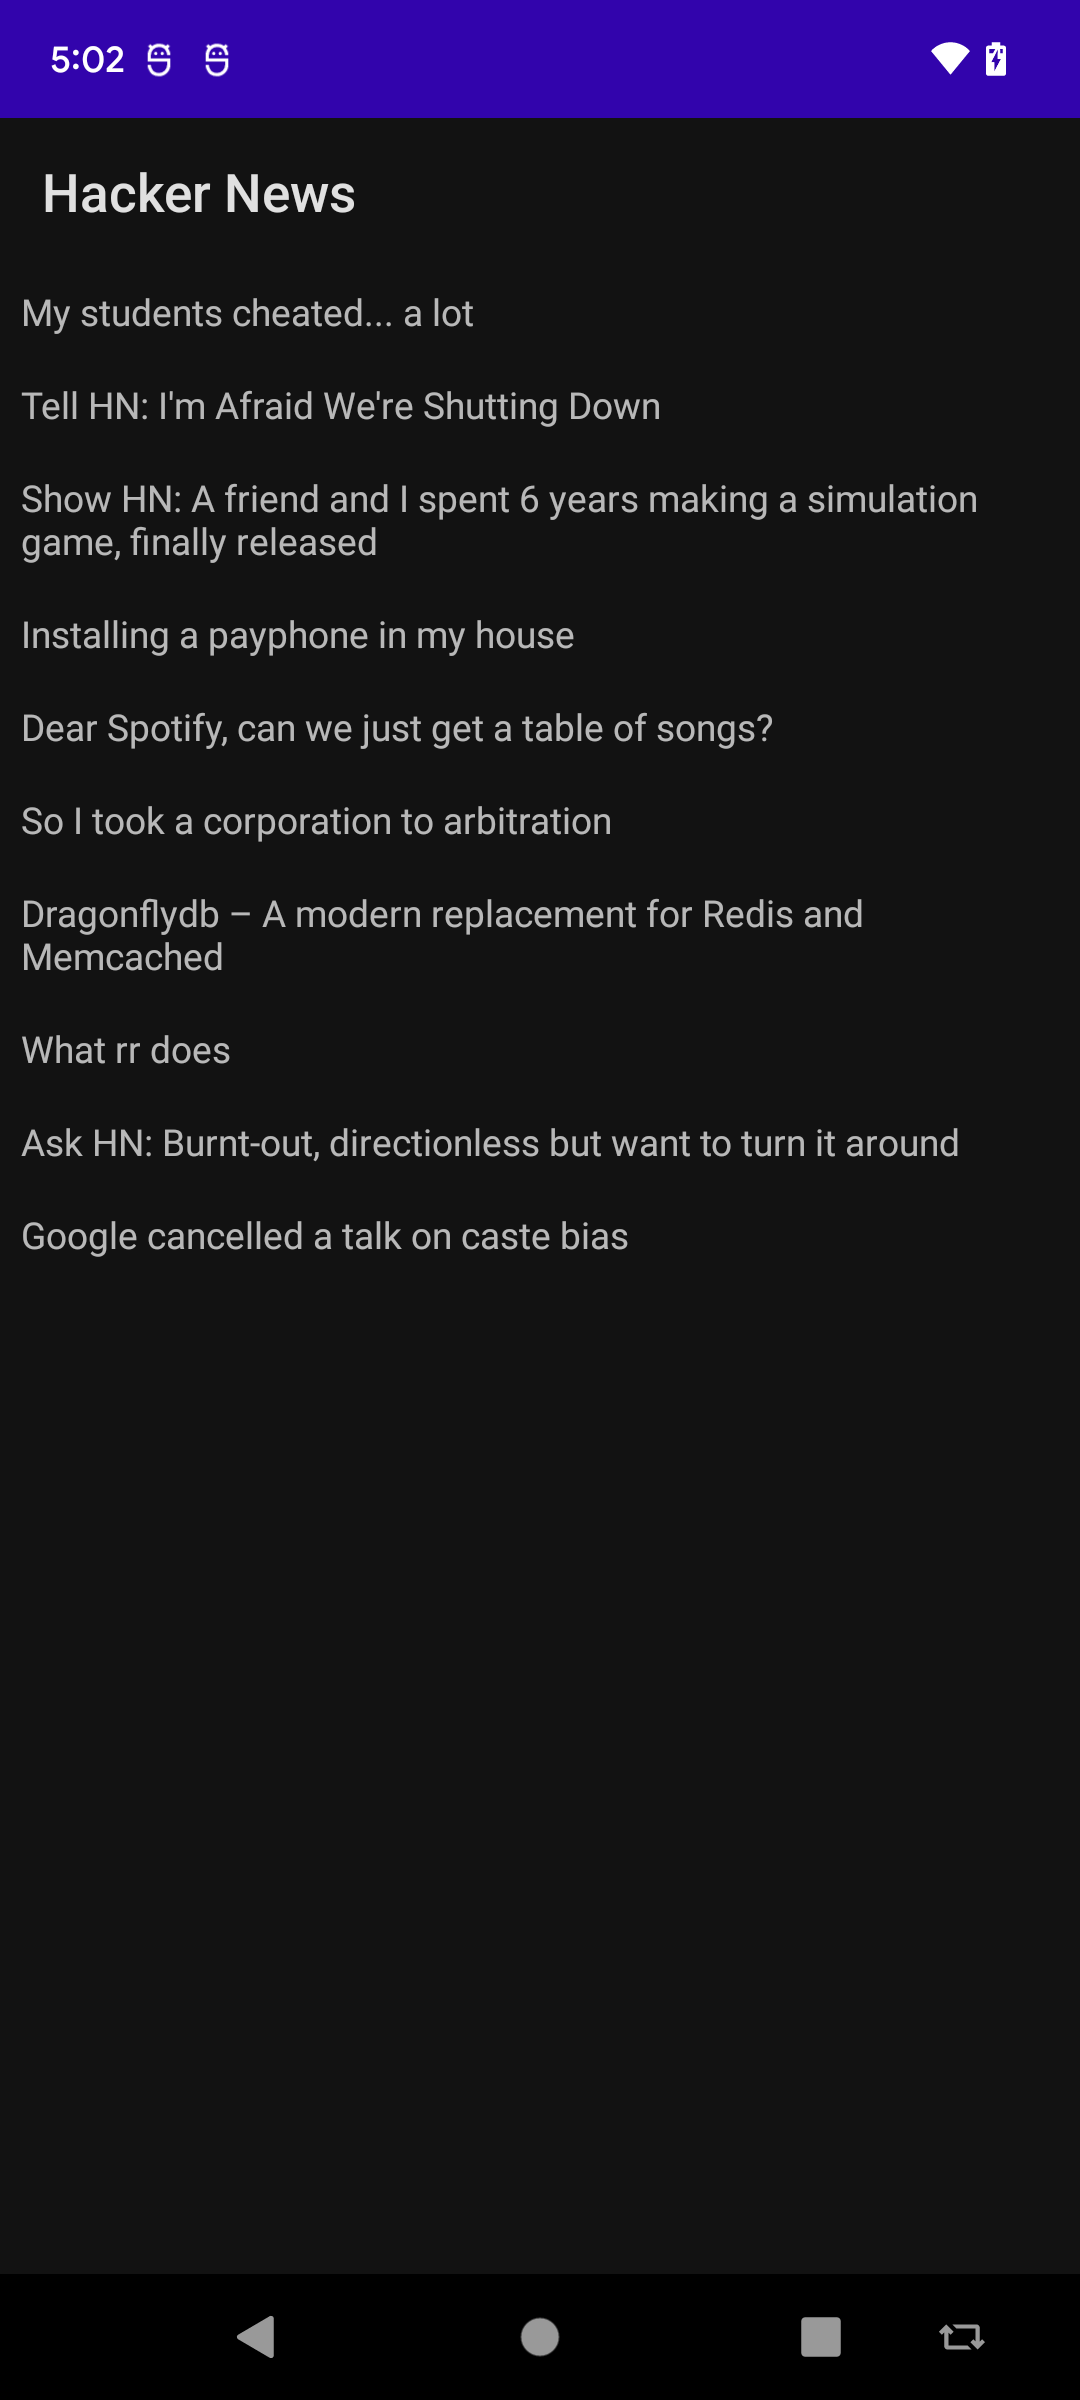 5:02
Hacker News
My students cheated... a lot
Tell HN: I'm Afraid We're Shutting Down
Show HN: A friend and I spent 6 years making a simulation
game, finally released
Installing a payphone in my house
Dear Spotify, can we just get a table of songs?
So I took a corporation to arbitration
Dragonflydb – A modern replacement for Redis and
Memcached
What rr does
Ask HN: Burnt-out, directionless but want to turn it around
Google cancelled a talk on caste bias